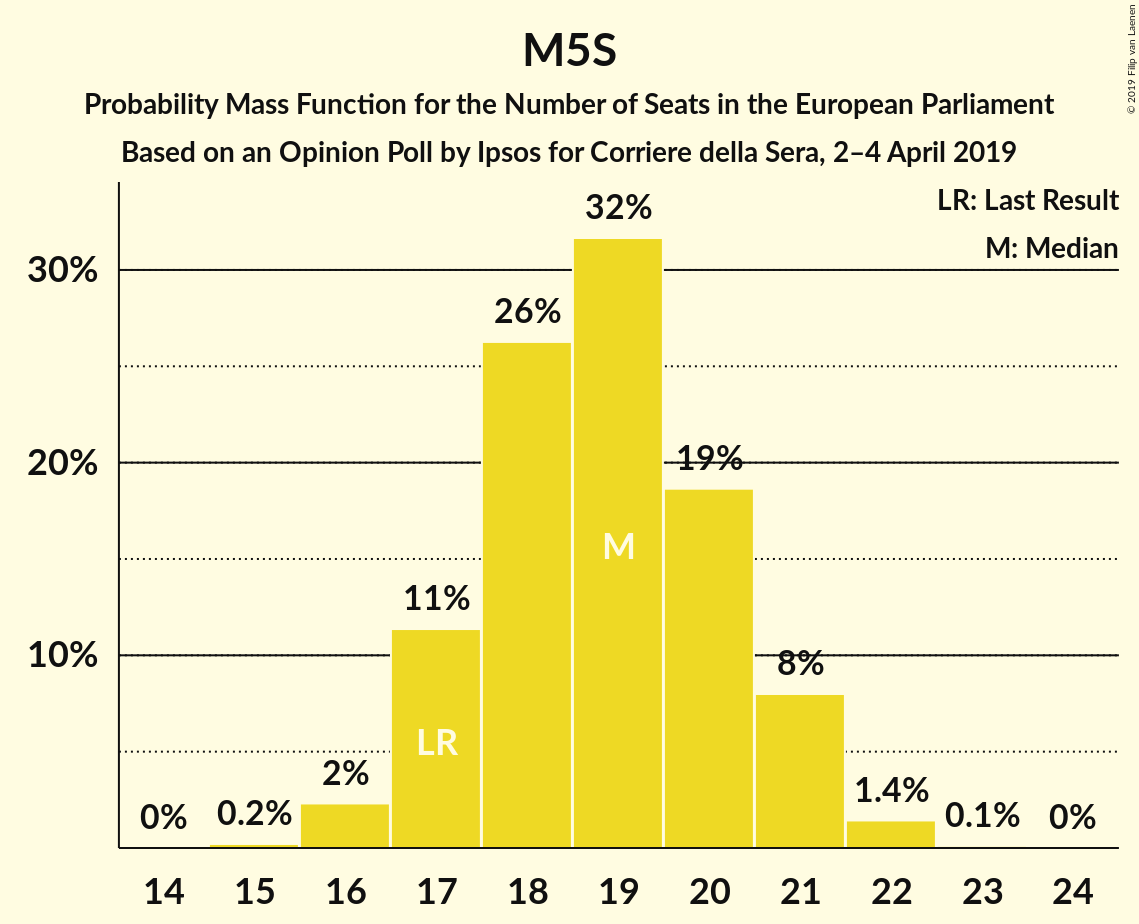 M5S
Probability Mass Function for the Number of Seats in the European Parliament
Based on an Opinion Poll by Ipsos for Corriere della Sera, 2–4 April 2019
© 2019 Filip van Laenen
LR: Last Result
M: Median
30%
20%
10%
0%
0.2%
2%
11%
26%
32%
19%
8%
1.4%
0.1%
0%
LR
M
14 15 16 17 18 19 20 21 22 23 24